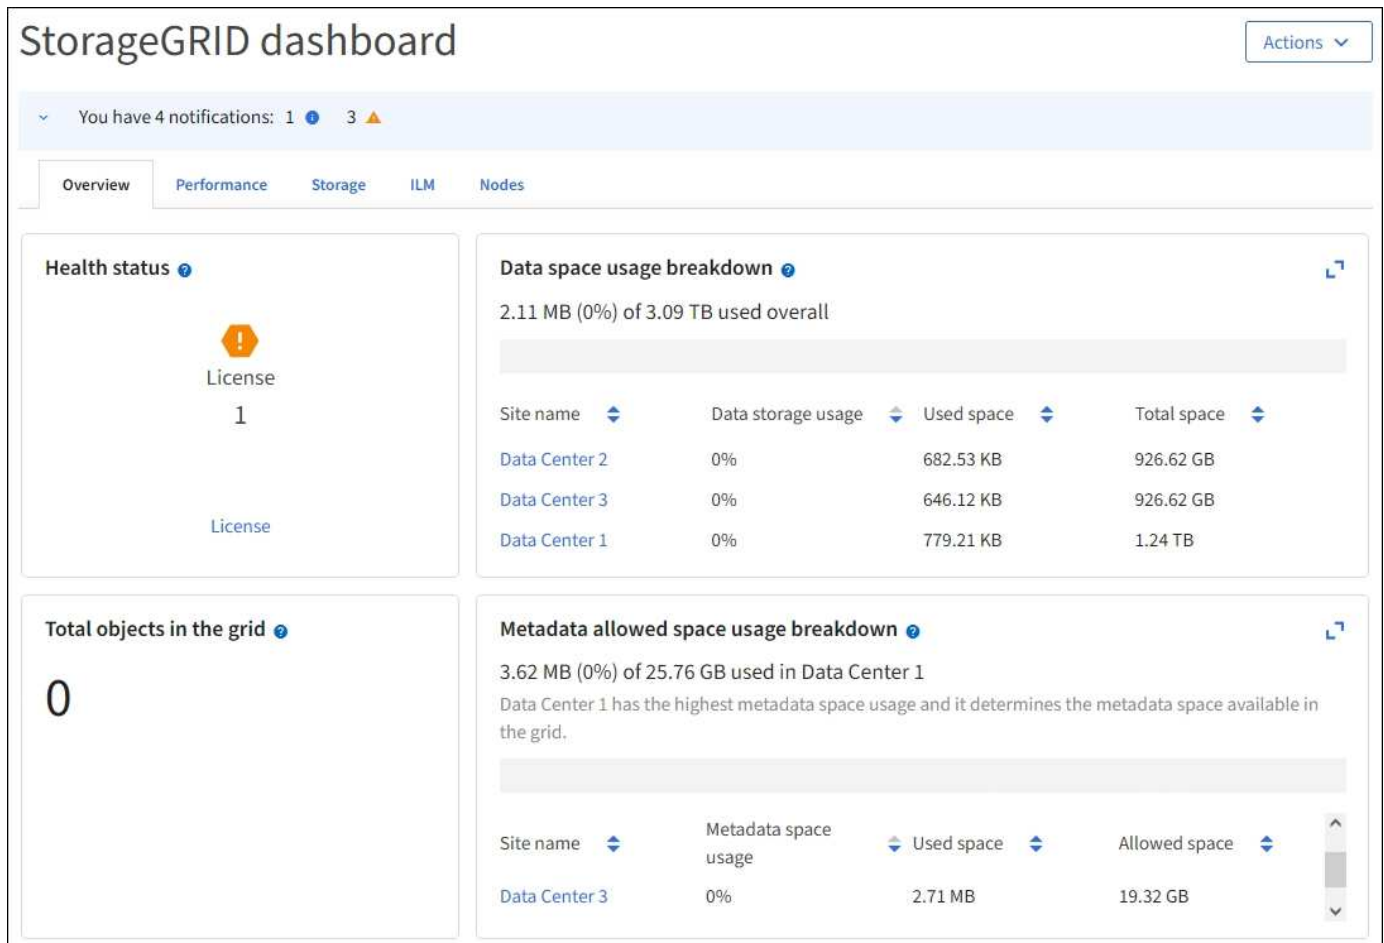 StorageGRID dashboard
Actions
You have 4 notifications: 1 3
Overview Performance Storage ILM Nodes
Health status
License
1
License
Data space usage breakdown
2.11 MB (0%) of 3.09 TB used overall
Site name Data storage usage Used space Total space
Data Center 2 0% 682.53 KB 926.62 GB
Data Center 3 0% 646.12 KB 926.62 GB
Data Center 1 0% 779.21 KB 1.24 TB
Total objects in the grid
0
Metadata allowed space usage breakdown
3.62 MB (0%) of 25.76 GB used in Data Center 1
Data Center 1 has the highest metadata space usage and it determines the metadata space available in
the grid.
Site name Metadata space usage Used space Allowed space
Data Center 3 0% 2.71 MB 19.32 GB